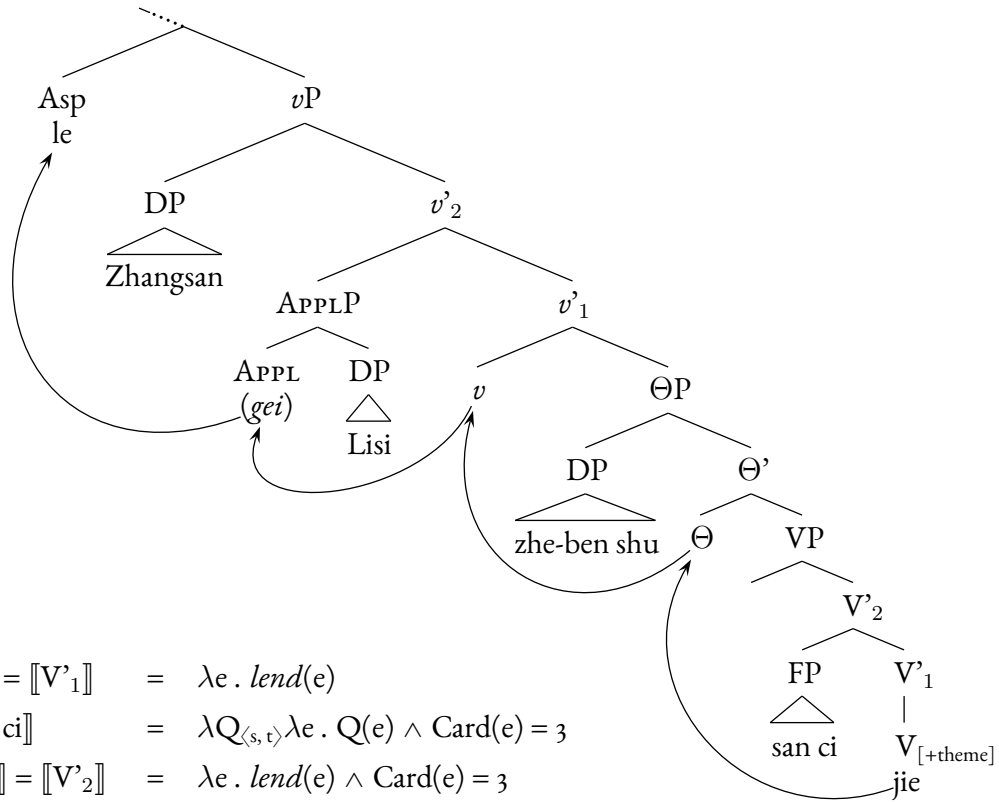 Asp
vP
le
DP
v’₂
Zhangsan
APPLP
v’₁
APPL
DP
v
ΘP
(gei)
Lisi
DP
Θ’
zhe-ben shu
Θ
VP
V’₂
FP
V’₁
san ci
V[+theme]
jie
= ⟦V’₁⟧ = λe . lend(e)
ci⟧ = λQ⟨s, t⟩λe . Q(e) ∧ Card(e) = 3
⟧ = ⟦V’₂⟧ = λe . lend(e) ∧ Card(e) = 3